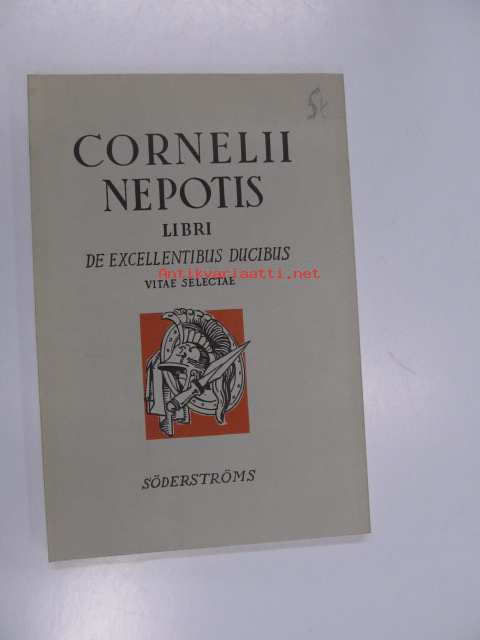 CORNELII
NEPOTIS
LIBRI
DE EXCELLENTIBUS DUCIBUS
Antikvariaatti.net
VITAE SELECTAE
SÖDERSTRÖMS